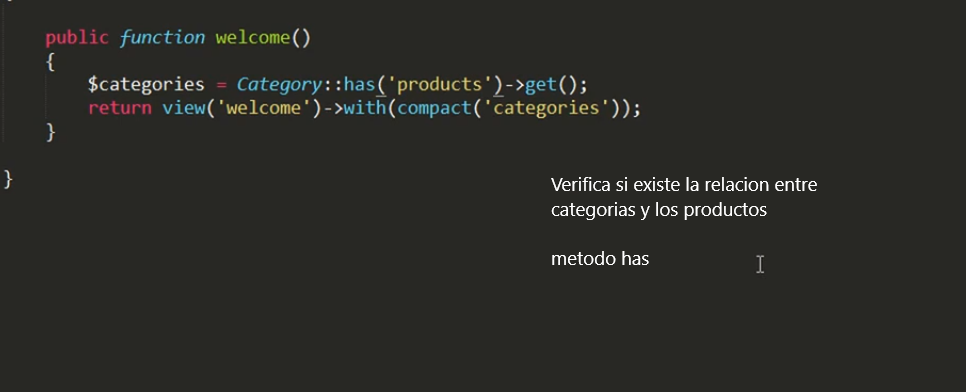 public function welcome()
{
$categories = Category::has('products')->get();
return view('welcome')->with(compact('categories'));
}
}
Verifica si existe la relacion entre
categorias y los productos
metodo has